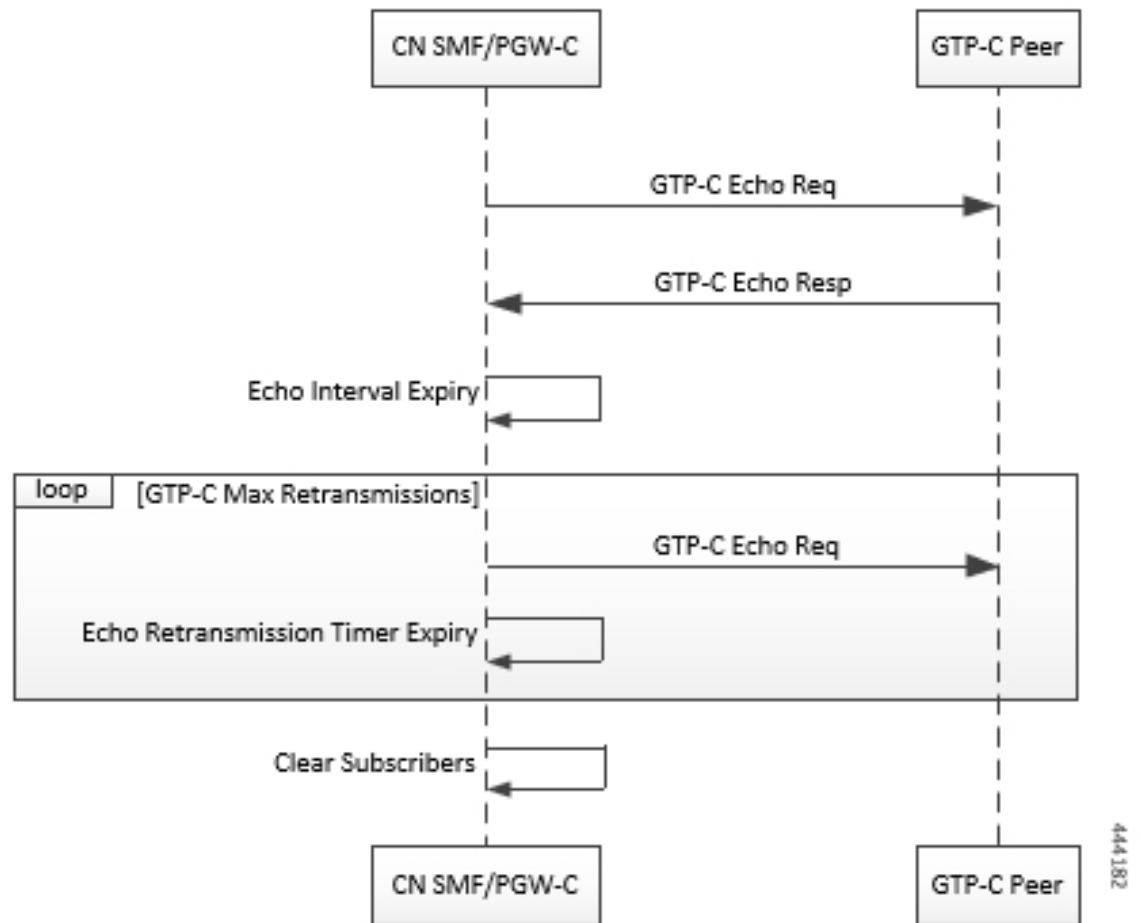 CN SMF/PGW-C
GTP-C Peer
GTP-C Echo Req
GTP-C Echo Resp
Echo Interval Expiry
loop
[GTP-C Max Retransmissions]
GTP-C Echo Req
Echo Retransmission Timer Expiry
Clear Subscribers
CN SMF/PGW-C
GTP-C Peer
444182